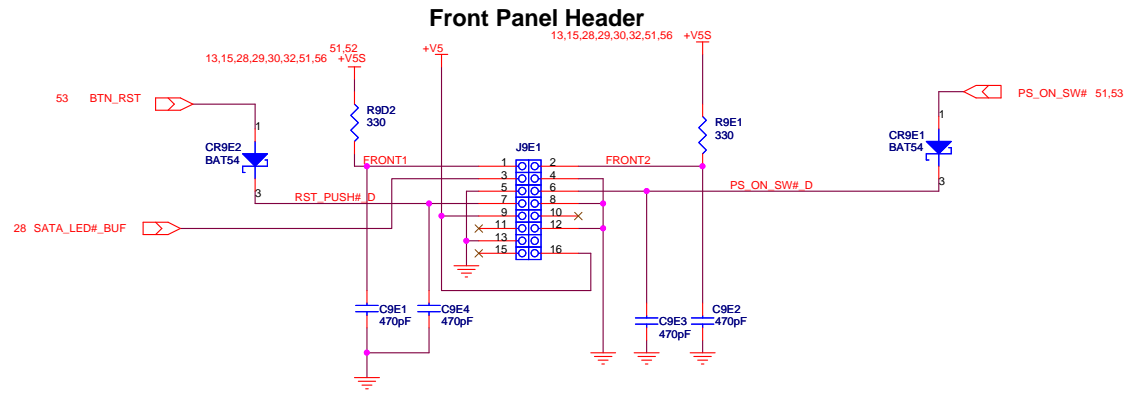 Front Panel Header
51,52
13,15,28,29,30,32,51,56 +V5S
+V5
13,15,28,29,30,32,51,56 +V5S
53 BTN_RST
PS_ON_SW# 51,53
R9D2
330
R9E1
330
1
CR9E2
BAT54
3
1
CR9E1
BAT54
3
J9E1
FRONT1
FRONT2
RST_PUSH#_D
PS_ON_SW#_D
28 SATA_LED#_BUF
1 2
3 4
5 6
7 8
9 10
11 12
13
15 16
C9E1
470pF
C9E4
470pF
C9E3
470pF
C9E2
470pF